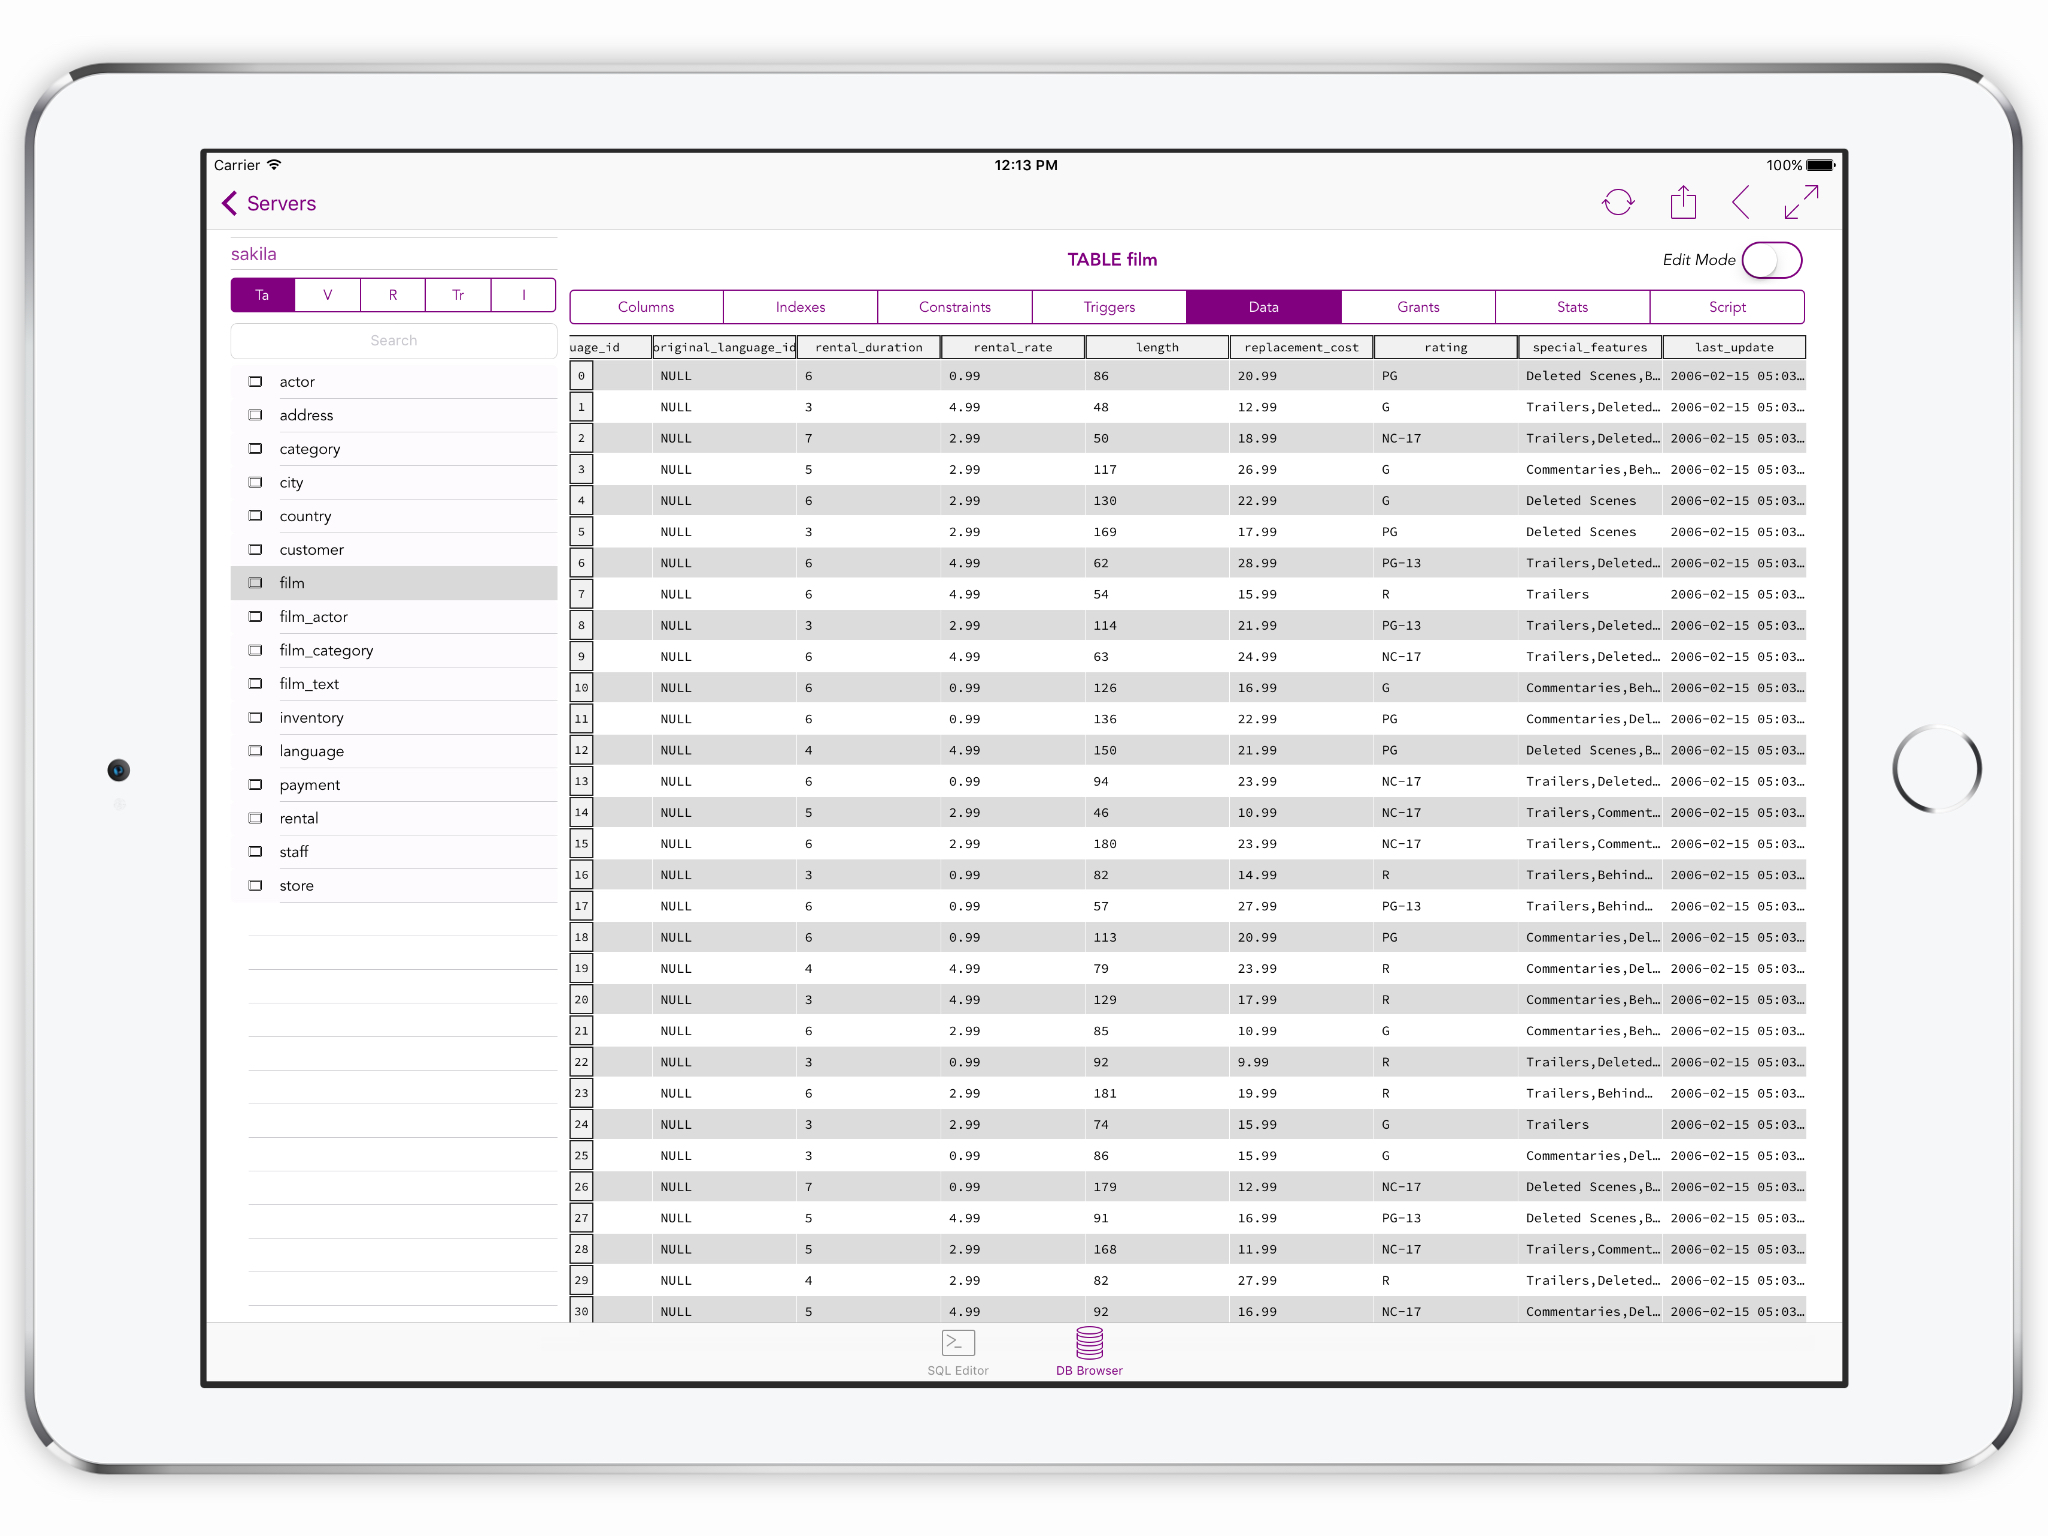 Carrier 12:13 PM 100%
Servers
sakila
TABLE film
Edit Mode
Ta V R Tr I
Columns Indexes Constraints Triggers Data Grants Stats Script
Search
actor
address
category
city
country
customer
film
film_actor
film_category
film_text
inventory
language
payment
rental
staff
store
uage_id original_language_id rental_duration rental_rate length replacement_cost rating special_features last_update
0 NULL 6 0.99 86 20.99 PG Deleted Scenes,B… 2006-02-15 05:03…
1 NULL 3 4.99 48 12.99 G Trailers,Deleted… 2006-02-15 05:03…
2 NULL 7 2.99 50 18.99 NC-17 Trailers,Deleted… 2006-02-15 05:03…
3 NULL 5 2.99 117 26.99 G Commentaries,Beh… 2006-02-15 05:03…
4 NULL 6 2.99 130 22.99 G Deleted Scenes 2006-02-15 05:03…
5 NULL 3 2.99 169 17.99 PG Deleted Scenes 2006-02-15 05:03…
6 NULL 6 4.99 62 28.99 PG-13 Trailers,Deleted… 2006-02-15 05:03…
7 NULL 6 4.99 54 15.99 R Trailers 2006-02-15 05:03…
8 NULL 3 2.99 114 21.99 PG-13 Trailers,Deleted… 2006-02-15 05:03…
9 NULL 6 4.99 63 24.99 NC-17 Trailers,Deleted… 2006-02-15 05:03…
10 NULL 6 0.99 126 16.99 G Commentaries,Beh… 2006-02-15 05:03…
11 NULL 6 0.99 136 22.99 PG Commentaries,Del… 2006-02-15 05:03…
12 NULL 4 4.99 150 21.99 PG Deleted Scenes,B… 2006-02-15 05:03…
13 NULL 6 0.99 94 23.99 NC-17 Trailers,Deleted… 2006-02-15 05:03…
14 NULL 5 2.99 46 10.99 NC-17 Trailers,Comment… 2006-02-15 05:03…
15 NULL 6 2.99 180 23.99 NC-17 Trailers,Comment… 2006-02-15 05:03…
16 NULL 3 0.99 82 14.99 R Trailers,Behind… 2006-02-15 05:03…
17 NULL 6 0.99 57 27.99 PG-13 Trailers,Behind… 2006-02-15 05:03…
18 NULL 6 0.99 113 20.99 PG Commentaries,Del… 2006-02-15 05:03…
19 NULL 4 4.99 79 23.99 R Commentaries,Del… 2006-02-15 05:03…
20 NULL 3 4.99 129 17.99 R Commentaries,Beh… 2006-02-15 05:03…
21 NULL 6 2.99 85 10.99 G Commentaries,Beh… 2006-02-15 05:03…
22 NULL 3 0.99 92 9.99 R Trailers,Deleted… 2006-02-15 05:03…
23 NULL 6 2.99 181 19.99 R Trailers,Behind… 2006-02-15 05:03…
24 NULL 3 2.99 74 15.99 G Trailers 2006-02-15 05:03…
25 NULL 3 0.99 86 15.99 G Commentaries,Del… 2006-02-15 05:03…
26 NULL 7 0.99 179 12.99 NC-17 Deleted Scenes,B… 2006-02-15 05:03…
27 NULL 5 4.99 91 16.99 PG-13 Deleted Scenes,B… 2006-02-15 05:03…
28 NULL 5 2.99 168 11.99 NC-17 Trailers,Comment… 2006-02-15 05:03…
29 NULL 4 2.99 82 27.99 R Trailers,Deleted… 2006-02-15 05:03…
30 NULL 5 4.99 92 16.99 NC-17 Commentaries,Del… 2006-02-15 05:03…
SQL Editor DB Browser